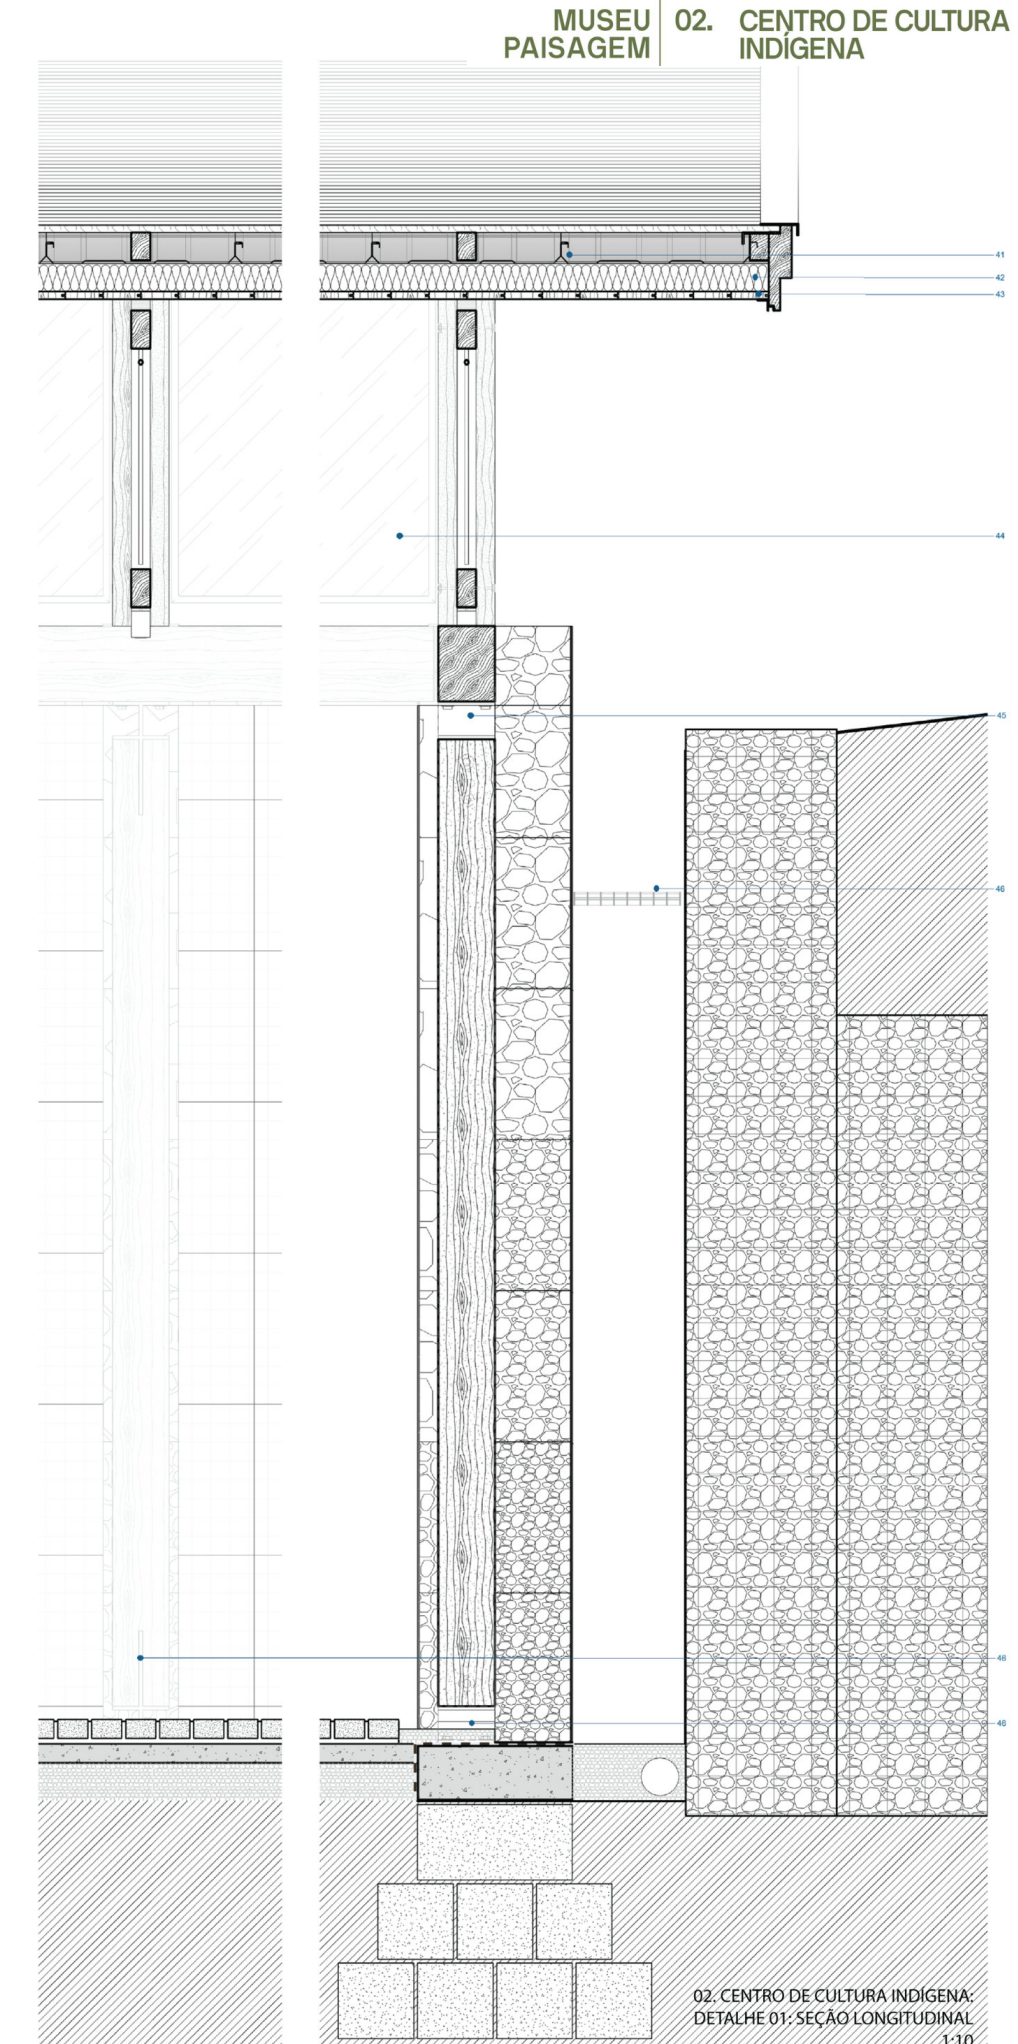 MUSEU
PAISAGEM
02.
CENTRO DE CULTURA
INDÍGENA
41
42
43
44
45
46
46
46
02. CENTRO DE CULTURA INDÍGENA:
DETALHE 01: SEÇÃO LONGITUDINAL
1:10